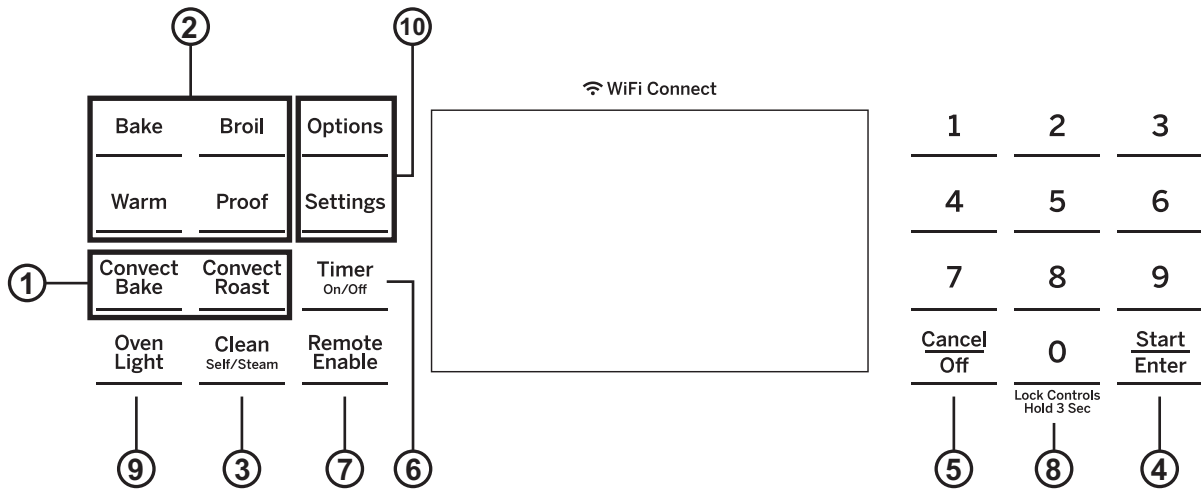 2
10
WiFi Connect
Bake Broil Options
1 2 3
Warm Proof Settings
4 5 6
1
Convect
Bake
Convect
Roast
Timer
On/Off
7 8 9
Oven
Light
Clean
Self/Steam
Remote
Enable
Cancel
Off
0
Lock Controls
Hold 3 Sec
Start
Enter
9 3 7 6 5 8 4